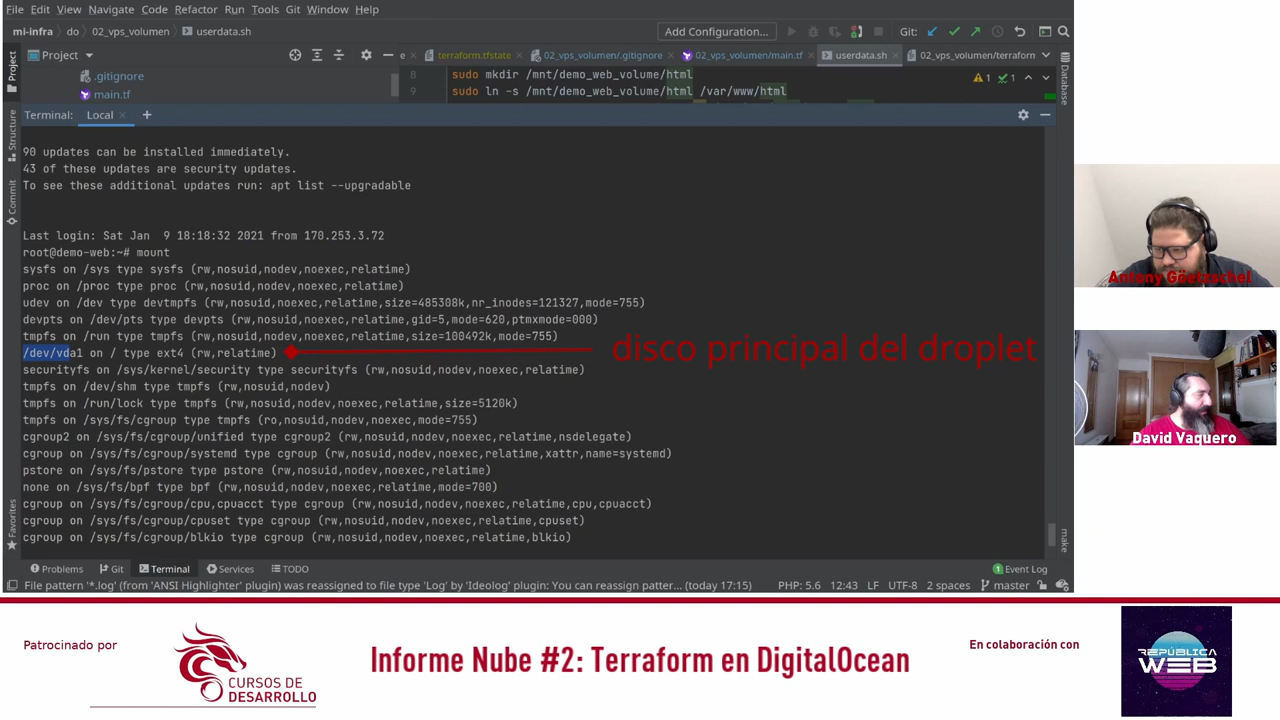 File Edit View Navigate Code Refactor Run Tools Git Window Help
mi-infra do 02_vps_volumen userdata.sh Add Configuration... Git:
Project e terraform.tfstate 02_vps_volumen/.gitignore 02_vps_volumen/main.tf userdata.sh 02_vps_volumen/terraform
.gitignore
main.tf
8 sudo mkdir /mnt/demo_web_volume/html
9 sudo ln -s /mnt/demo_web_volume/html /var/www/html
1 1
Project
Structure
Commit
Favorites
Database
make
Terminal: Local
90 updates can be installed immediately.
43 of these updates are security updates.
To see these additional updates run: apt list --upgradable
Last login: Sat Jan  9 18:18:32 2021 from 170.253.3.72
root@demo-web:~# mount
sysfs on /sys type sysfs (rw,nosuid,nodev,noexec,relatime)
proc on /proc type proc (rw,nosuid,nodev,noexec,relatime)
udev on /dev type devtmpfs (rw,nosuid,noexec,relatime,size=485308k,nr_inodes=121327,mode=755)
devpts on /dev/pts type devpts (rw,nosuid,noexec,relatime,gid=5,mode=620,ptmxmode=000)
tmpfs on /run type tmpfs (rw,nosuid,nodev,noexec,relatime,size=100492k,mode=755)
/dev/vda1 on / type ext4 (rw,relatime)
disco principal del droplet
securityfs on /sys/kernel/security type securityfs (rw,nosuid,nodev,noexec,relatime)
tmpfs on /dev/shm type tmpfs (rw,nosuid,nodev)
tmpfs on /run/lock type tmpfs (rw,nosuid,nodev,noexec,relatime,size=5120k)
tmpfs on /sys/fs/cgroup type tmpfs (ro,nosuid,nodev,noexec,mode=755)
cgroup2 on /sys/fs/cgroup/unified type cgroup2 (rw,nosuid,nodev,noexec,relatime,nsdelegate)
cgroup on /sys/fs/cgroup/systemd type cgroup (rw,nosuid,nodev,noexec,relatime,xattr,name=systemd)
pstore on /sys/fs/pstore type pstore (rw,nosuid,nodev,noexec,relatime)
none on /sys/fs/bpf type bpf (rw,nosuid,nodev,noexec,relatime,mode=700)
cgroup on /sys/fs/cgroup/cpu,cpuacct type cgroup (rw,nosuid,nodev,noexec,relatime,cpu,cpuacct)
cgroup on /sys/fs/cgroup/cpuset type cgroup (rw,nosuid,nodev,noexec,relatime,cpuset)
cgroup on /sys/fs/cgroup/blkio type cgroup (rw,nosuid,nodev,noexec,relatime,blkio)
Problems Git Terminal Services TODO 1 Event Log
File pattern '*.log' (from 'ANSI Highlighter' plugin) was reassigned to file type 'Log' by 'Ideolog' plugin: You can reassign patter... (today 17:15) PHP: 5.6 12:43 LF UTF-8 2 spaces master
Antony Göetzschel
David Vaquero
Patrocinado por
CURSOS DE
DESARROLLO
Informe Nube #2: Terraform en DigitalOcean
En colaboración con
REPÚBLICA
WEB